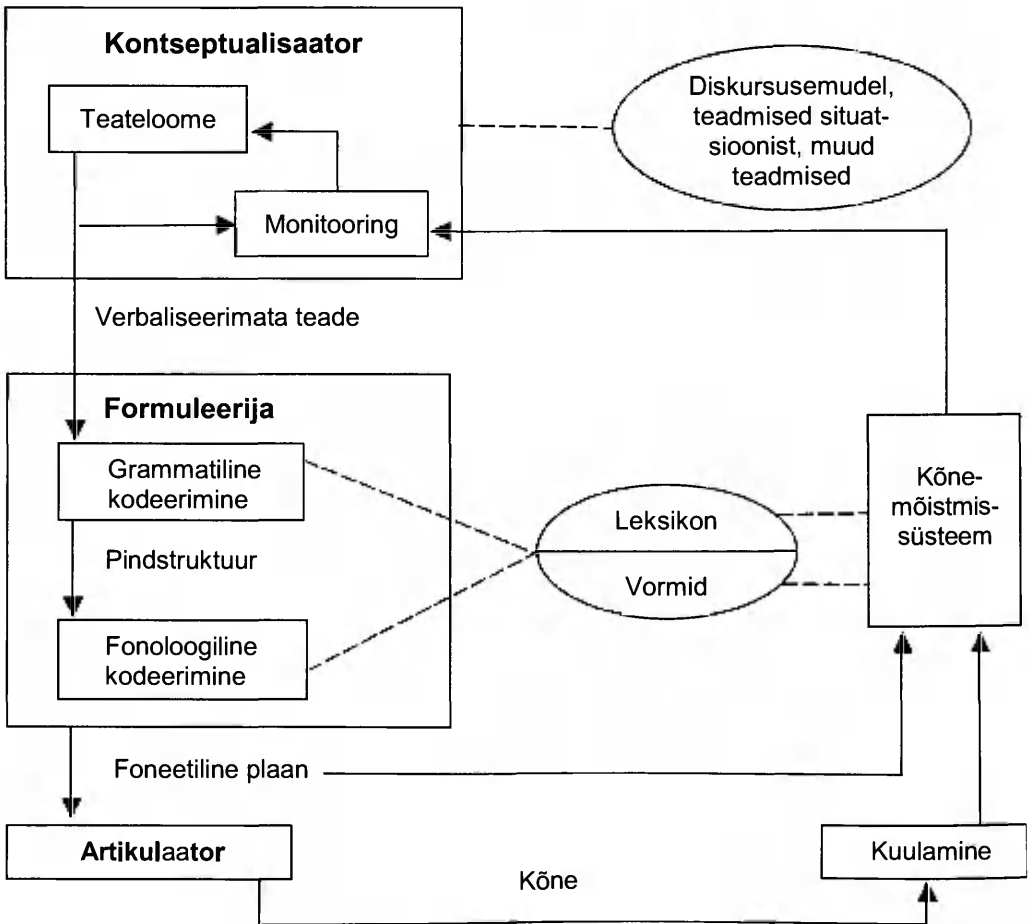 Kontseptualisaator
Teateloome
Monitooring
Diskursusemudel,
teadmised situat-
sioonist, muud
teadmised
Verbaliseerimata teade
Formuleerija
Grammatiline
kodeerimine
Pindstruktuur
Fonoloogiline
kodeerimine
Leksikon
Vormid
Kõne-
mõistmis-
süsteem
Foneetiline plaan
Artikulaator
Kõne
Kuulamine